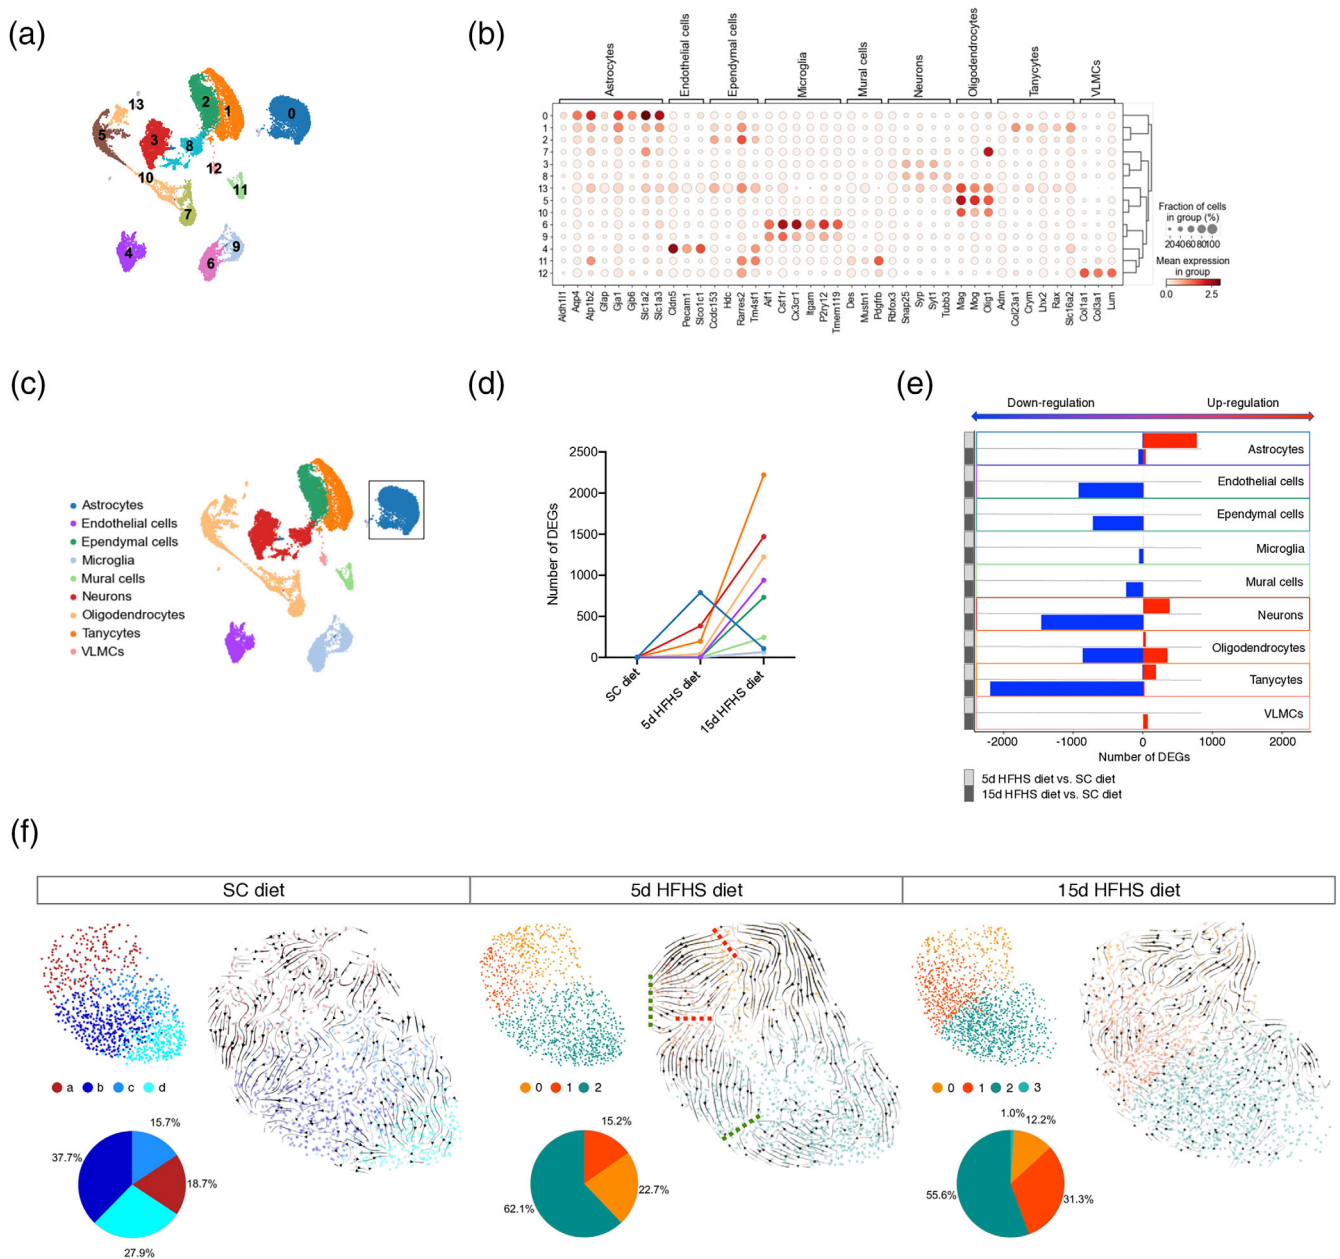 (a)
13
5
2
1
0
3
8
10
12
11
7
4
9
6
(b)
Astrocytes
Endothelial cells
Ependymal cells
Microglia
Mural cells
Neurons
Oligodendrocytes
Tanycytes
VLMCs
0
1
2
7
3
8
13
5
10
6
9
4
11
12
Aldh1l1
Aqp4
Atp1b2
Gfap
Gja1
Gjb6
Slc1a2
Slc1a3
Cldn5
Pecam1
Slco1c1
Ccdc153
Hdc
Rarres2
Tm4sf1
Aif1
Csf1r
Cx3cr1
Itgam
P2ry12
Tmem119
Des
Mustn1
Pdgfrb
Rbfox3
Snap25
Syp
Syt1
Tubb3
Mag
Mog
Olig1
Adm
Col23a1
Crym
Lhx2
Rax
Slc16a2
Col1a1
Col3a1
Lum
Fraction of cells
in group (%)
20 40 60 80 100
Mean expression
in group
0.0 2.5
(c)
Astrocytes
Endothelial cells
Ependymal cells
Microglia
Mural cells
Neurons
Oligodendrocytes
Tanycytes
VLMCs
(d)
Number of DEGs
2500
2000
1500
1000
500
0
SC diet
5d HFHS diet
15d HFHS diet
(e)
Down-regulation Up-regulation
Astrocytes
Endothelial cells
Ependymal cells
Microglia
Mural cells
Neurons
Oligodendrocytes
Tanycytes
VLMCs
-2000 -1000 0 1000 2000
Number of DEGs
5d HFHS diet vs. SC diet
15d HFHS diet vs. SC diet
(f)
SC diet 5d HFHS diet 15d HFHS diet
a b c d
15.7%
37.7%
18.7%
27.9%
0 1 2
15.2%
22.7%
62.1%
0 1 2 3
1.0% 12.2%
55.6%
31.3%